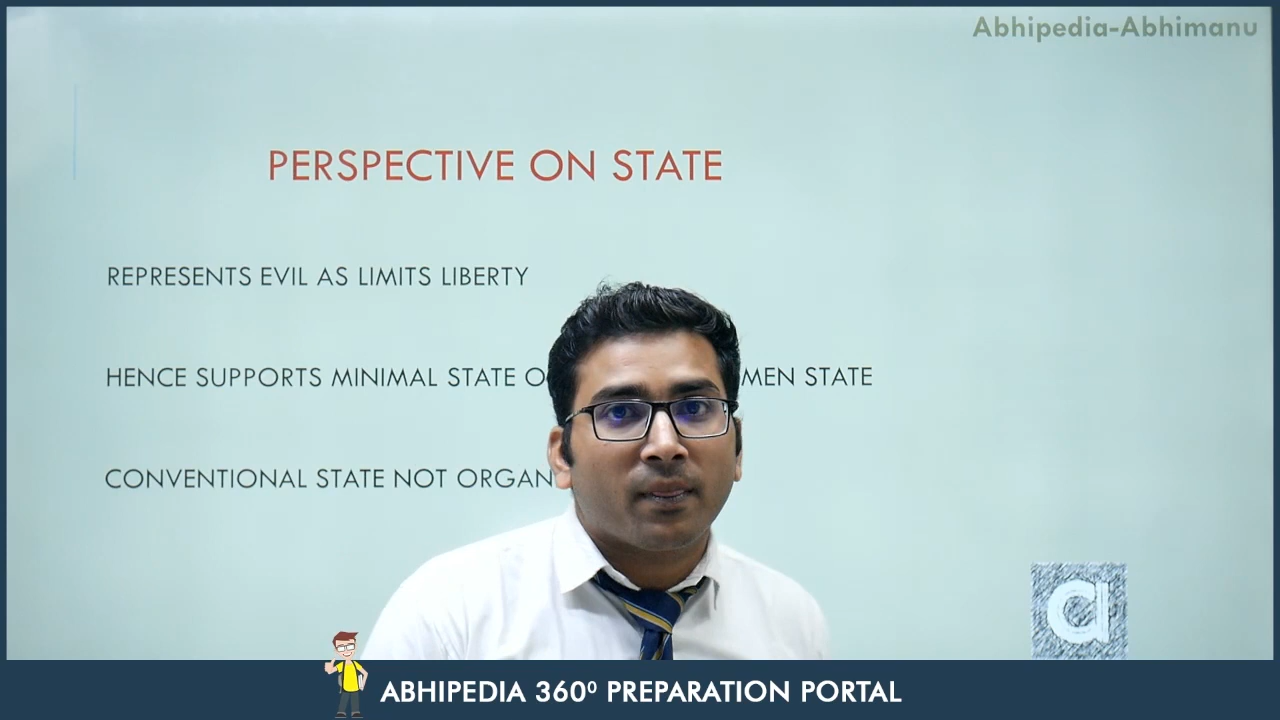 Abhipedia-Abhimanu
PERSPECTIVE ON STATE
REPRESENTS EVIL AS LIMITS LIBERTY
HENCE SUPPORTS MINIMAL STATE MEN STATE
CONVENTIONAL STATE NOT ORGAN
a
ABHIPEDIA 360º PREPARATION PORTAL